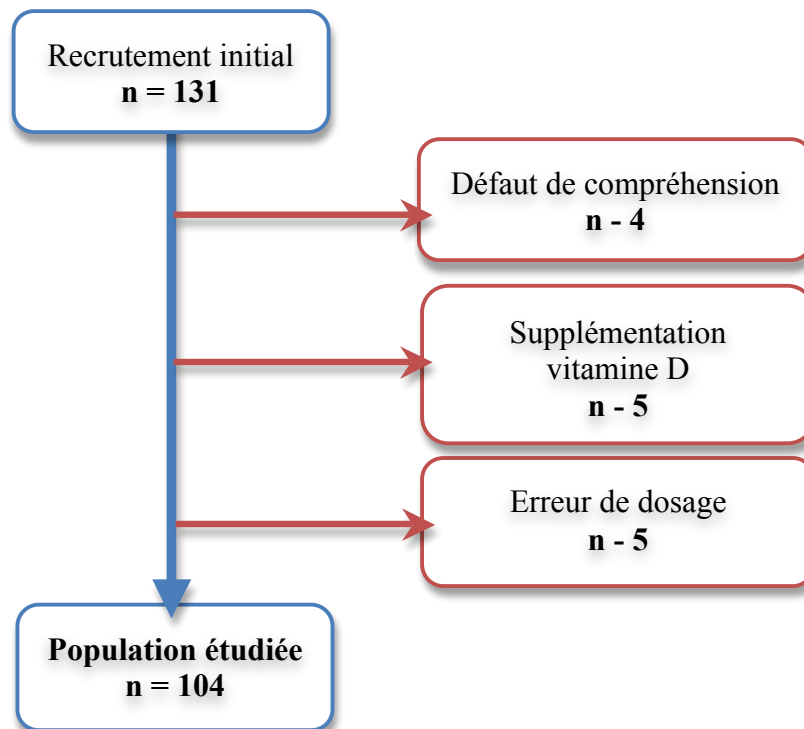 Recrutement initial
n = 131
Défaut de compréhension
n - 4
Supplémentation
vitamine D
n - 5
Erreur de dosage
n - 5
Population étudiée
n = 104